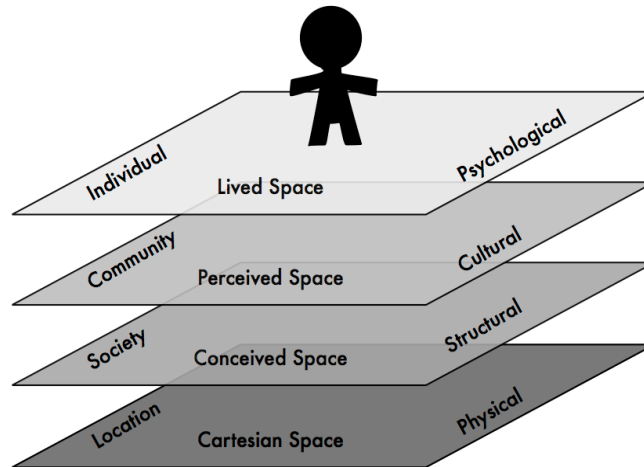 Individual
Lived Space
Psychological
Community
Perceived Space
Cultural
Society
Conceived Space
Structural
Location
Cartesian Space
Physical